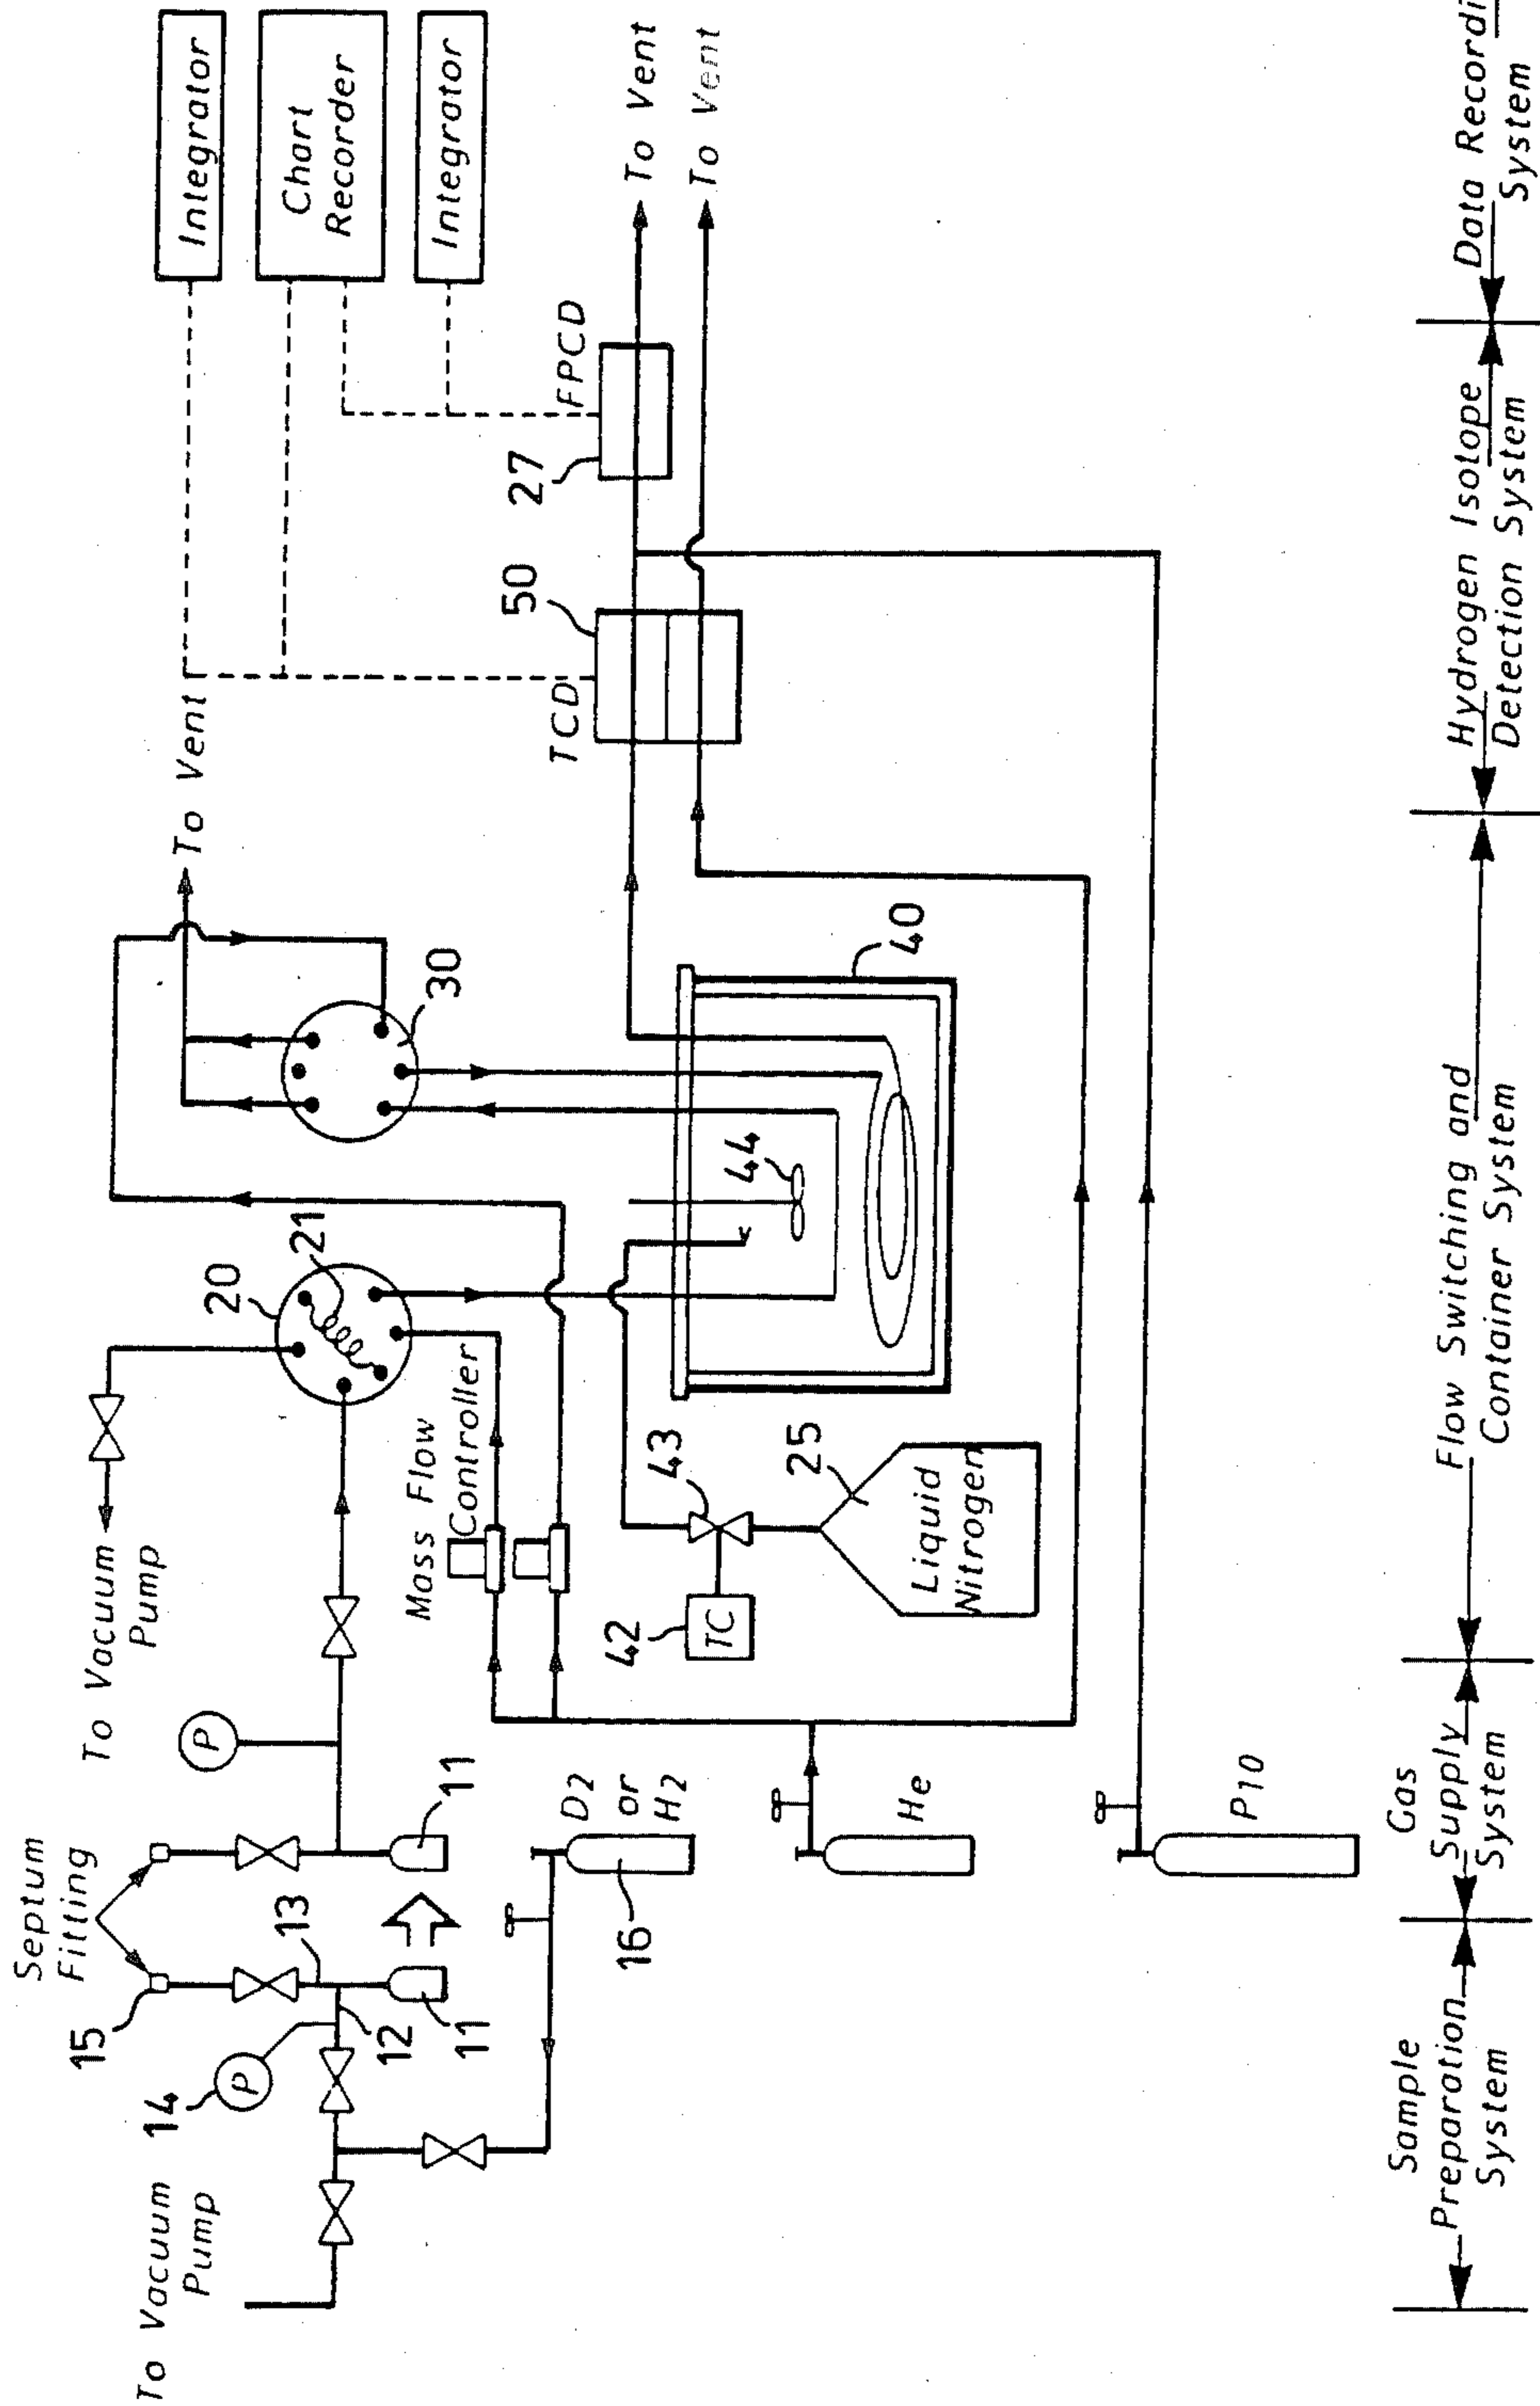 Integrator
Chart
Recorder
Integrator
To Vent
To Vent
To Vent
FPCD
27
50
TCD
30
40
44
20
21
Mass Flow
Controller
43
25
Liquid
Nitrogen
42
TC
To Vacuum
Pump
P
Septum
Fitting
15
13
11
14
P
12
11
D2
or
H2
16
He
P10
To Vacuum
Pump
Sample
Preparation
System
Gas
Supply
System
Flow Switching and
Container System
Hydrogen Isotope
Detection System
Data Recordi
System